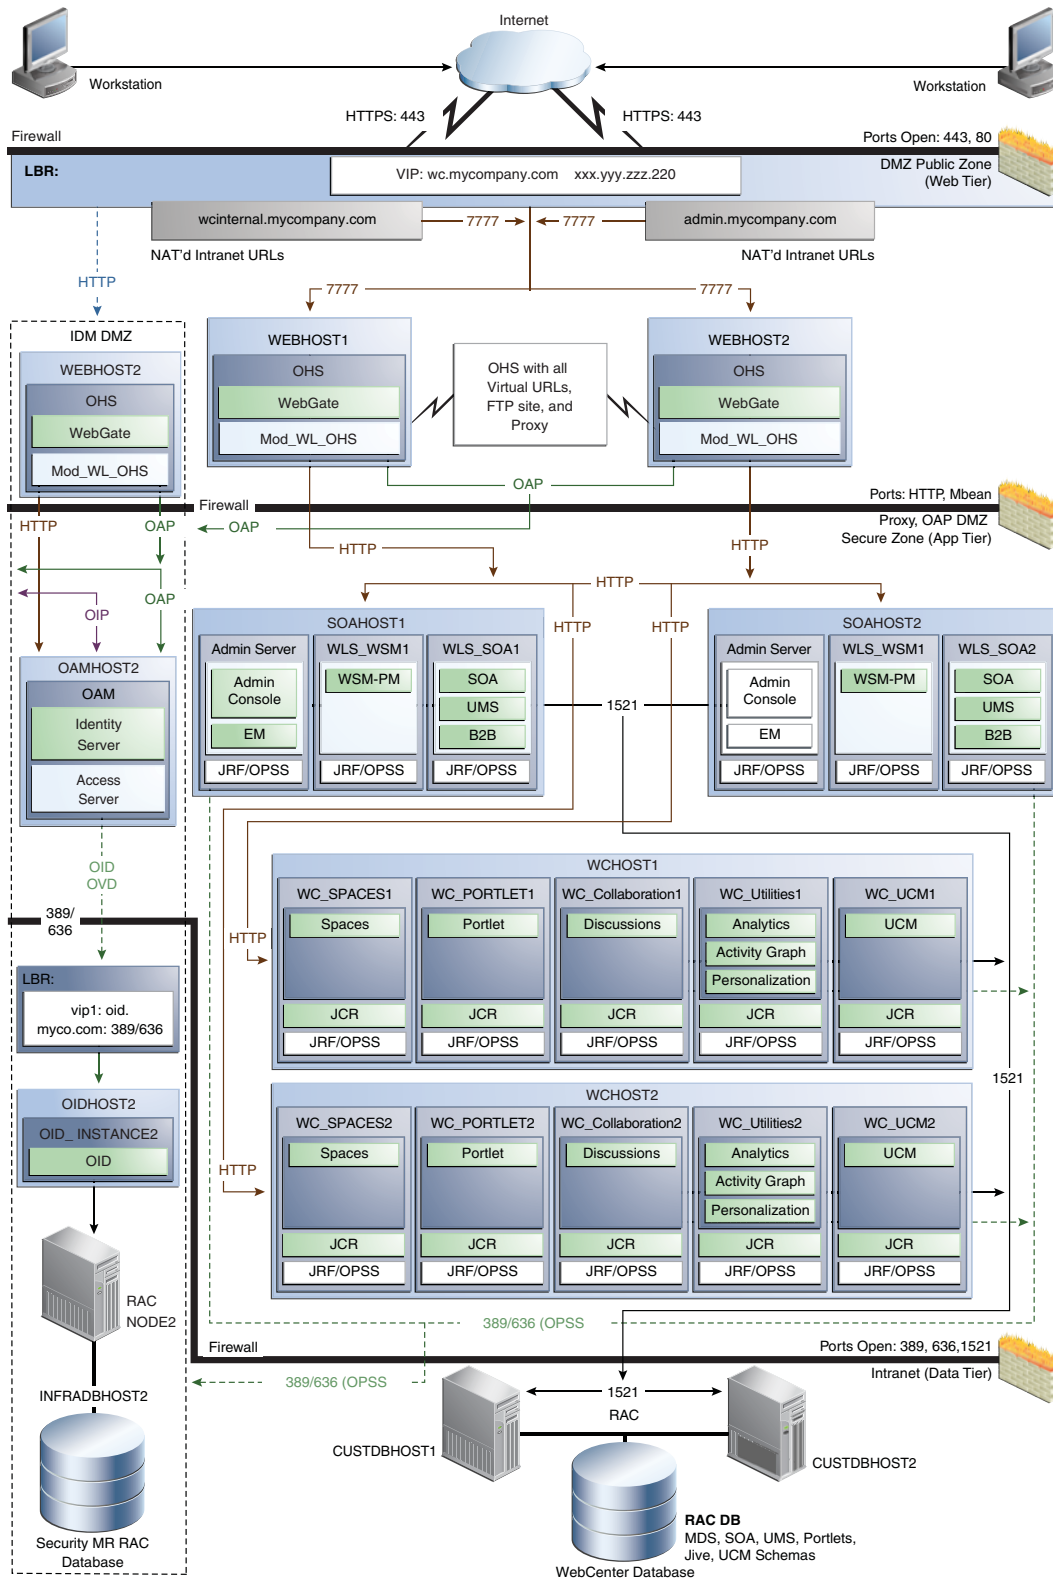 Internet
Workstation
Workstation
HTTPS: 443
HTTPS: 443
Firewall
Ports Open: 443, 80
LBR:
VIP: wc.mycompany.com xxx.yyy.zzz.220
DMZ Public Zone
(Web Tier)
wcinternal.mycompany.com
7777
7777
admin.mycompany.com
NAT'd Intranet URLs
NAT'd Intranet URLs
HTTP
7777
7777
IDM DMZ
WEBHOST2
OHS
WebGate
Mod_WL_OHS
WEBHOST1
OHS
WebGate
Mod_WL_OHS
OHS with all
Virtual URLs,
FTP site, and
Proxy
WEBHOST2
OHS
WebGate
Mod_WL_OHS
OAP
Firewall
Ports: HTTP, Mbean
HTTP
OAP
OAP
Proxy, OAP DMZ
Secure Zone (App Tier)
HTTP
HTTP
HTTP
OAP
OIP
HTTP
HTTP
OAMHOST2
OAM
Identity
Server
Access
Server
SOAHOST1
Admin Server
Admin
Console
EM
JRF/OPSS
WLS_WSM1
WSM-PM
JRF/OPSS
WLS_SOA1
SOA
UMS
B2B
JRF/OPSS
1521
SOAHOST2
Admin Server
Admin
Console
EM
JRF/OPSS
WLS_WSM1
WSM-PM
JRF/OPSS
WLS_SOA2
SOA
UMS
B2B
JRF/OPSS
OID
OVD
389/
636
LBR:
vip1: oid.
myco.com: 389/636
HTTP
WCHOST1
WC_SPACES1
Spaces
JCR
JRF/OPSS
WC_PORTLET1
Portlet
JCR
JRF/OPSS
WC_Collaboration1
Discussions
JCR
JRF/OPSS
WC_Utilities1
Analytics
Activity Graph
Personalization
JCR
JRF/OPSS
WC_UCM1
UCM
JCR
JRF/OPSS
1521
OIDHOST2
OID_ INSTANCE2
OID
HTTP
WCHOST2
WC_SPACES2
Spaces
JCR
JRF/OPSS
WC_PORTLET2
Portlet
JCR
JRF/OPSS
WC_Collaboration2
Discussions
JCR
JRF/OPSS
WC_Utilities2
Analytics
Activity Graph
Personalization
JCR
JRF/OPSS
WC_UCM2
UCM
JCR
JRF/OPSS
RAC
NODE2
389/636 (OPSS
Firewall
Ports Open: 389, 636,1521
Intranet (Data Tier)
389/636 (OPSS
INFRADBHOST2
1521
RAC
CUSTDBHOST1
CUSTDBHOST2
Security MR RAC
Database
RAC DB
MDS, SOA, UMS, Portlets,
Jive, UCM Schemas
WebCenter Database